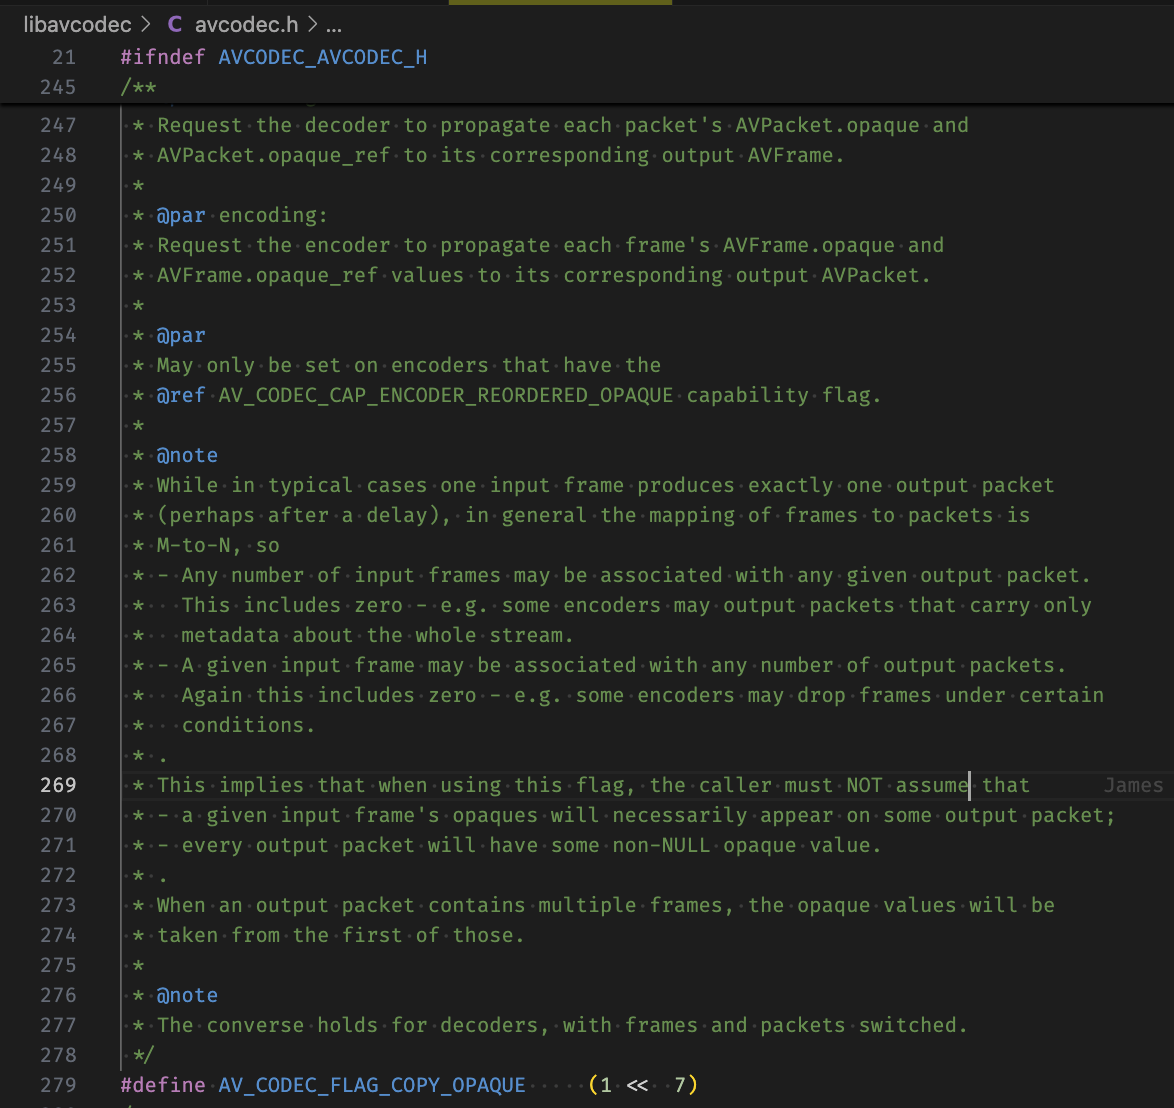 libavcodec > C avcodec.h > ...
21 #ifndef AVCODEC_AVCODEC_H
245 /**
247 * Request the decoder to propagate each packet's AVPacket.opaque and
248 * AVPacket.opaque_ref to its corresponding output AVFrame.
249 *
250 * @par encoding:
251 * Request the encoder to propagate each frame's AVFrame.opaque and
252 * AVFrame.opaque_ref values to its corresponding output AVPacket.
253 *
254 * @par
255 * May only be set on encoders that have the
256 * @ref AV_CODEC_CAP_ENCODER_REORDERED_OPAQUE capability flag.
257 *
258 * @note
259 * While in typical cases one input frame produces exactly one output packet
260 * (perhaps after a delay), in general the mapping of frames to packets is
261 * M-to-N, so
262 * - Any number of input frames may be associated with any given output packet.
263 *   This includes zero - e.g. some encoders may output packets that carry only
264 *   metadata about the whole stream.
265 * - A given input frame may be associated with any number of output packets.
266 *   Again this includes zero - e.g. some encoders may drop frames under certain
267 *   conditions.
268 * .
269 * This implies that when using this flag, the caller must NOT assume that James
270 * - a given input frame's opaques will necessarily appear on some output packet;
271 * - every output packet will have some non-NULL opaque value.
272 * .
273 * When an output packet contains multiple frames, the opaque values will be
274 * taken from the first of those.
275 *
276 * @note
277 * The converse holds for decoders, with frames and packets switched.
278 */
279 #define AV_CODEC_FLAG_COPY_OPAQUE     (1 <<  7)